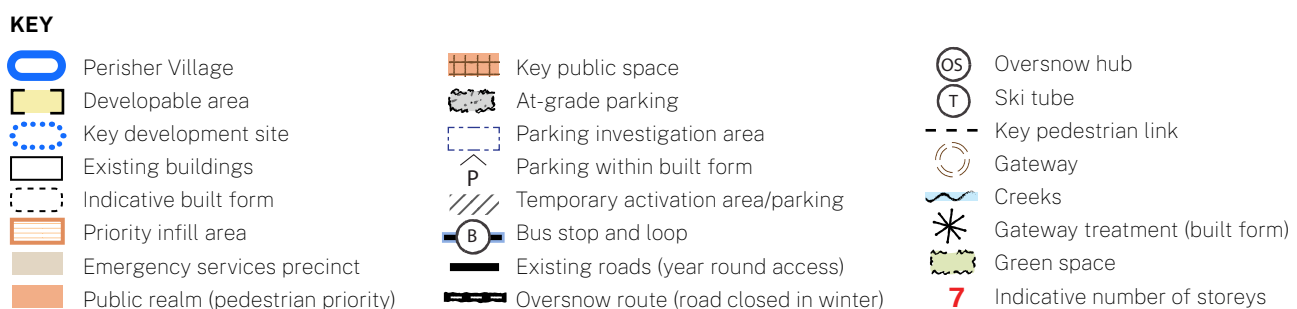 KEY
Perisher Village
Developable area
Key development site
Existing buildings
Indicative built form
Priority infill area
Emergency services precinct
Public realm (pedestrian priority)
Key public space
At-grade parking
Parking investigation area
P Parking within built form
Temporary activation area/parking
B Bus stop and loop
Existing roads (year round access)
Oversnow route (road closed in winter)
OS Oversnow hub
T Ski tube
Key pedestrian link
Gateway
Creeks
Gateway treatment (built form)
Green space
7 Indicative number of storeys